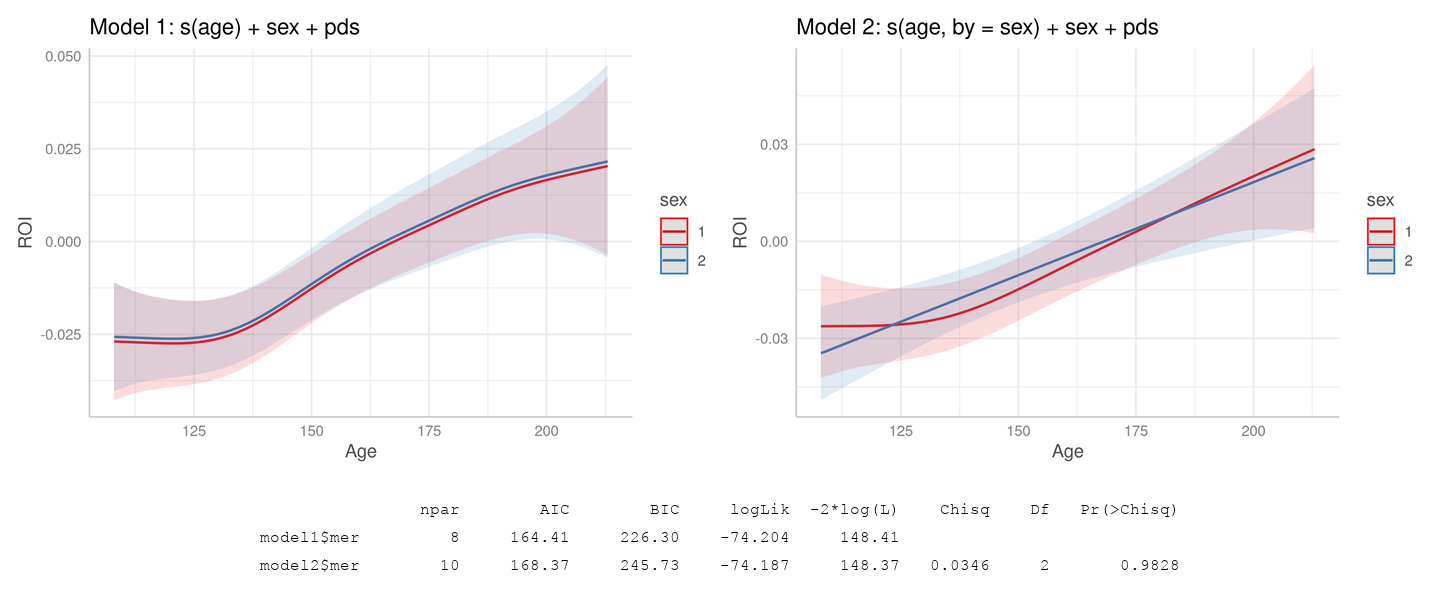 Model 1: s(age) + sex + pds
0.050
0.025
0.000
-0.025
ROI
125 150 175 200
Age
sex
1
2
Model 2: s(age, by = sex) + sex + pds
0.03
0.00
-0.03
ROI
125 150 175 200
Age
sex
1
2
npar AIC BIC logLik -2*log(L) Chisq Df Pr(>Chisq)
model1$mer 8 164.41 226.30 -74.204 148.41
model2$mer 10 168.37 245.73 -74.187 148.37 0.0346 2 0.9828